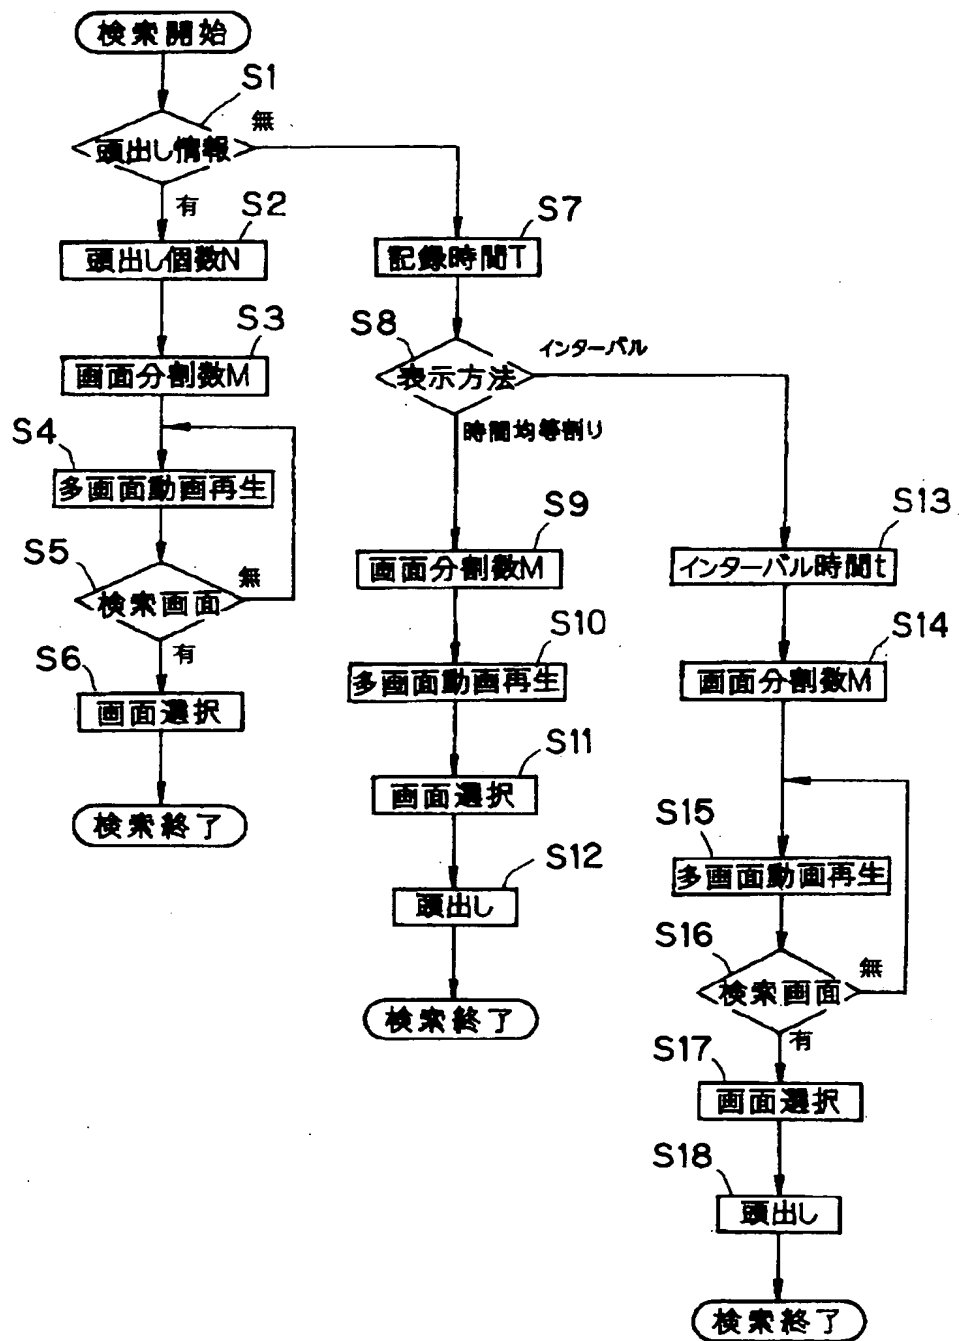 検索開始
S1
頭出し情報
無
有
S2
頭出し個数N
S3
画面分割数M
S4
多画面動画再生
S5
検索画面
無
有
S6
画面選択
検索終了
S7
記録時間T
S8
表示方法
インターバル
時間均等割り
S9
画面分割数M
S10
多画面動画再生
S11
画面選択
S12
頭出し
検索終了
S13
インターバル時間t
S14
画面分割数M
S15
多画面動画再生
S16
検索画面
無
有
S17
画面選択
S18
頭出し
検索終了